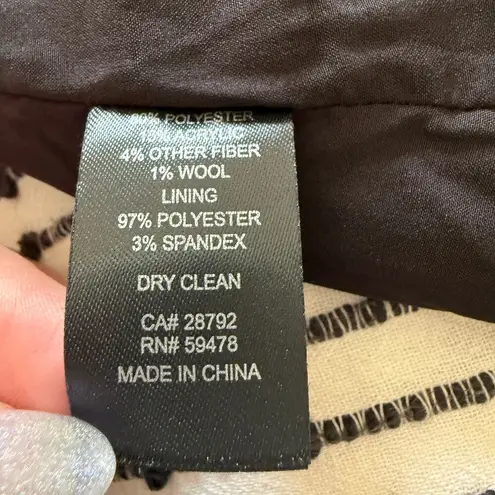 POLYESTER
4% OTHER FIBER
1% WOOL
LINING
97% POLYESTER
3% SPANDEX
DRY CLEAN
CA# 28792
RN# 59478
MADE IN CHINA